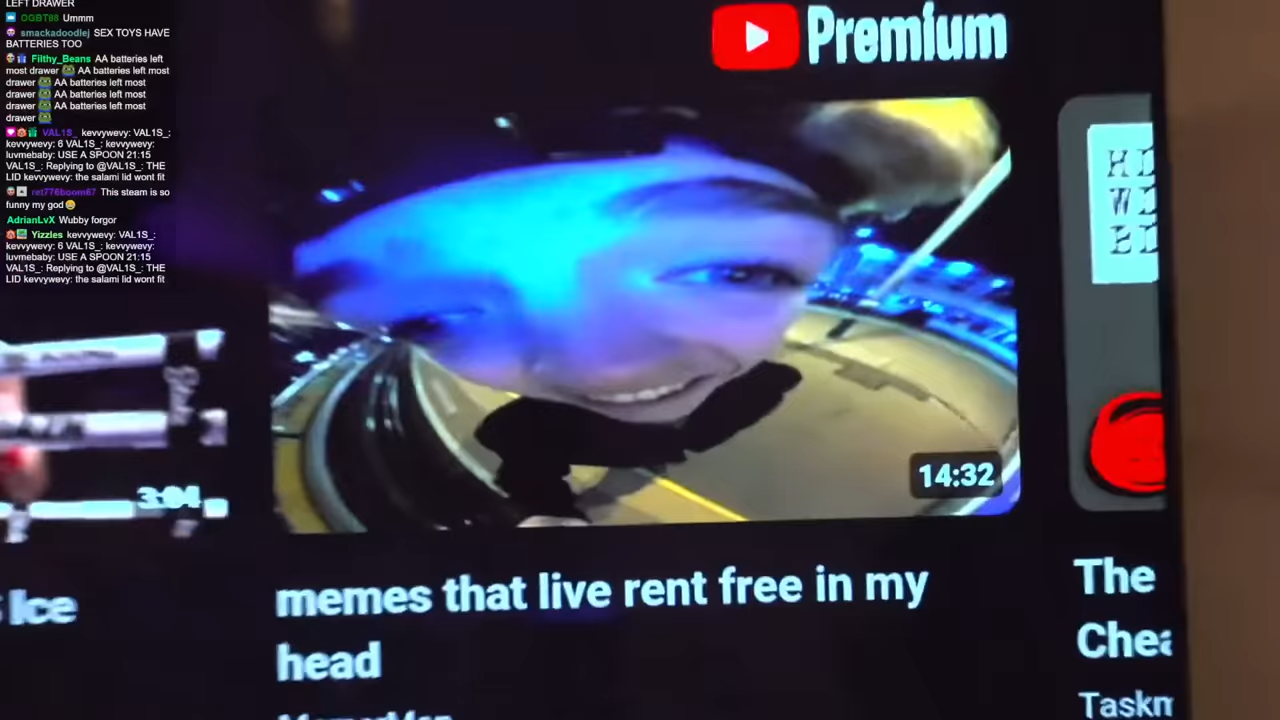 LEFT DRAWER
OGBT98 Ummm
smackadoodlej SEX TOYS HAVE
BATTERIES TOO
Filthy_Beans AA batteries left
most drawer AA batteries left most
drawer AA batteries left most
drawer AA batteries left most
drawer AA batteries left most
drawer
VAL1S_ kevvywevy: VAL1S_:
kevvywevy: 6 VAL1S_: kevvywevy:
luvmebaby: USE A SPOON 21:15
VAL1S_: Replying to @VAL1S_: THE
LID kevvywevy: the salami lid wont fit
ret776boom67 This steam is so
funny my god
AdrianLvX Wubby forgor
Yizzles kevvywevy: VAL1S_:
kevvywevy: 6 VAL1S_: kevvywevy:
luvmebaby: USE A SPOON 21:15
VAL1S_: Replying to @VAL1S_: THE
LID kevvywevy: the salami lid wont fit
Premium
3:04
14:32
Ice
memes that live rent free in my
head
The
Chea
Taskm